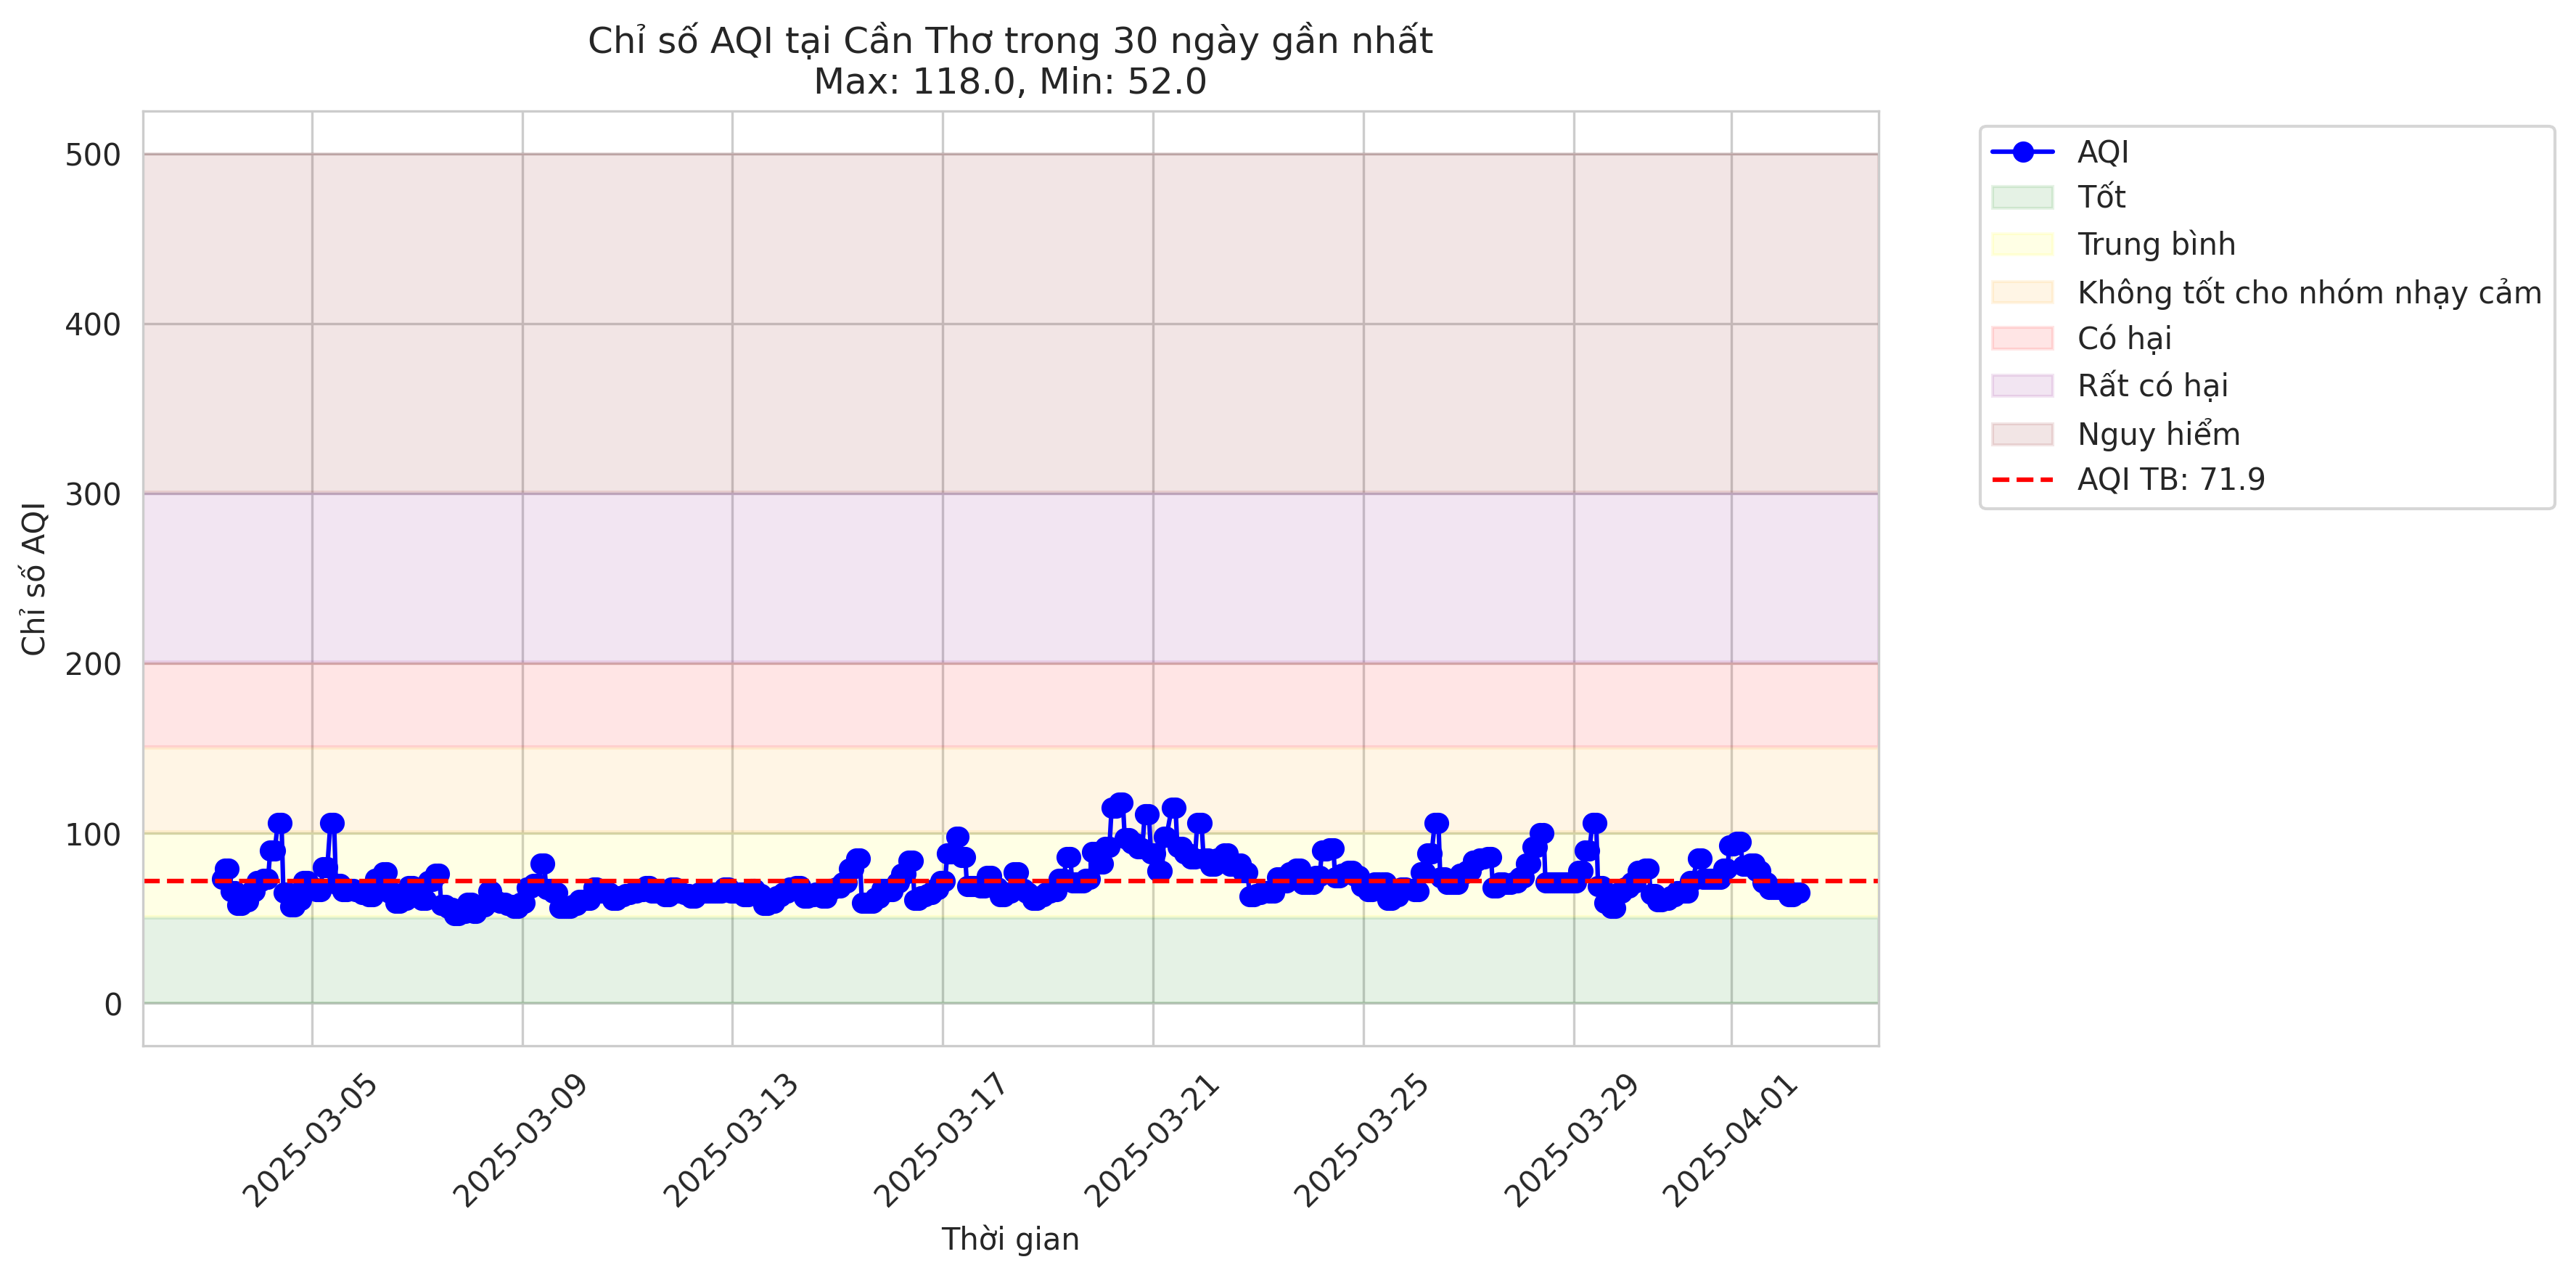 Chỉ số AQI tại Cần Thơ trong 30 ngày gần nhất
Max: 118.0, Min: 52.0
Chỉ số AQI
500
400
300
200
100
0
2025-03-05
2025-03-09
2025-03-13
2025-03-17
2025-03-21
2025-03-25
2025-03-29
2025-04-01
Thời gian
AQI
Tốt
Trung bình
Không tốt cho nhóm nhạy cảm
Có hại
Rất có hại
Nguy hiểm
AQI TB: 71.9